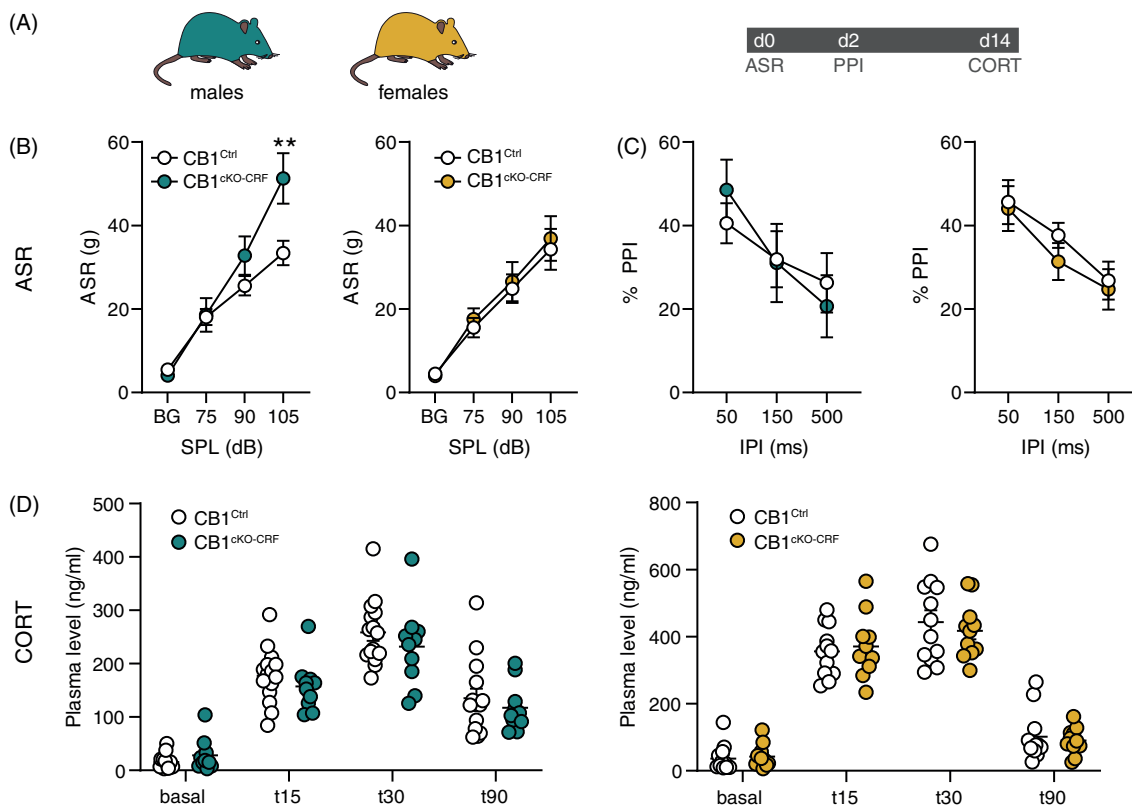 (A)
males
females
d0 d2 d14
ASR PPI CORT
(B)
ASR
60
40
20
0
ASR (g)
CB1Ctrl
CB1cKO-CRF
**
BG 75 90 105
SPL (dB)
60
40
20
0
ASR (g)
CB1Ctrl
CB1cKO-CRF
BG 75 90 105
SPL (dB)
(C)
60
40
20
0
% PPI
50 150 500
IPI (ms)
60
40
20
0
% PPI
50 150 500
IPI (ms)
(D)
CORT
500
400
300
200
100
0
Plasma level (ng/ml)
CB1Ctrl
CB1cKO-CRF
basal t15 t30 t90
800
600
400
200
0
Plasma level (ng/ml)
CB1Ctrl
CB1cKO-CRF
basal t15 t30 t90